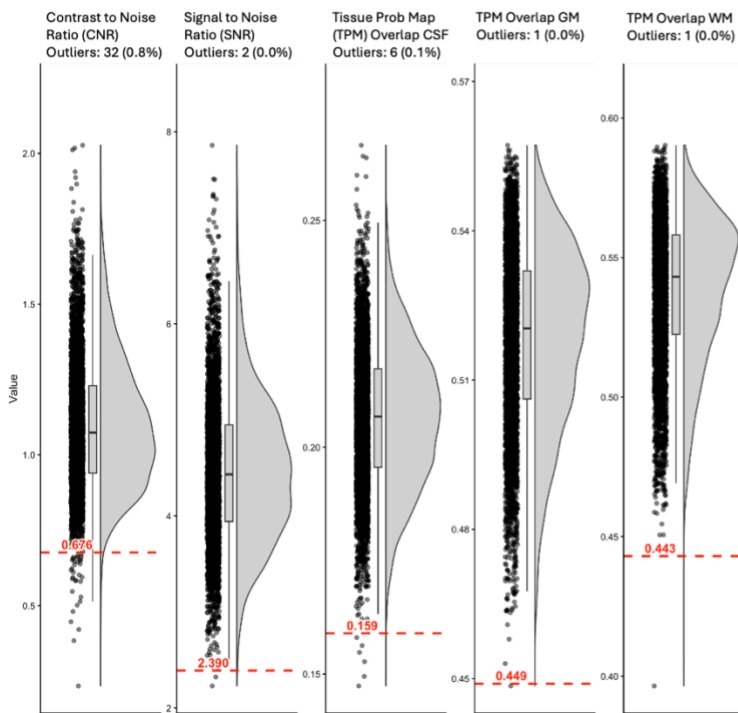 Contrast to Noise
Ratio (CNR)
Outliers: 32 (0.8%)
Signal to Noise
Ratio (SNR)
Outliers: 2 (0.0%)
Tissue Prob Map
(TPM) Overlap CSF
Outliers: 6 (0.1%)
TPM Overlap GM
Outliers: 1 (0.0%)
TPM Overlap WM
Outliers: 1 (0.0%)
Value
2.0
1.5
1.0
0.5
0.676
8
6
4
2
2.390
0.25
0.20
0.15
0.159
0.57
0.54
0.51
0.48
0.45
0.449
0.60
0.55
0.50
0.45
0.40
0.443